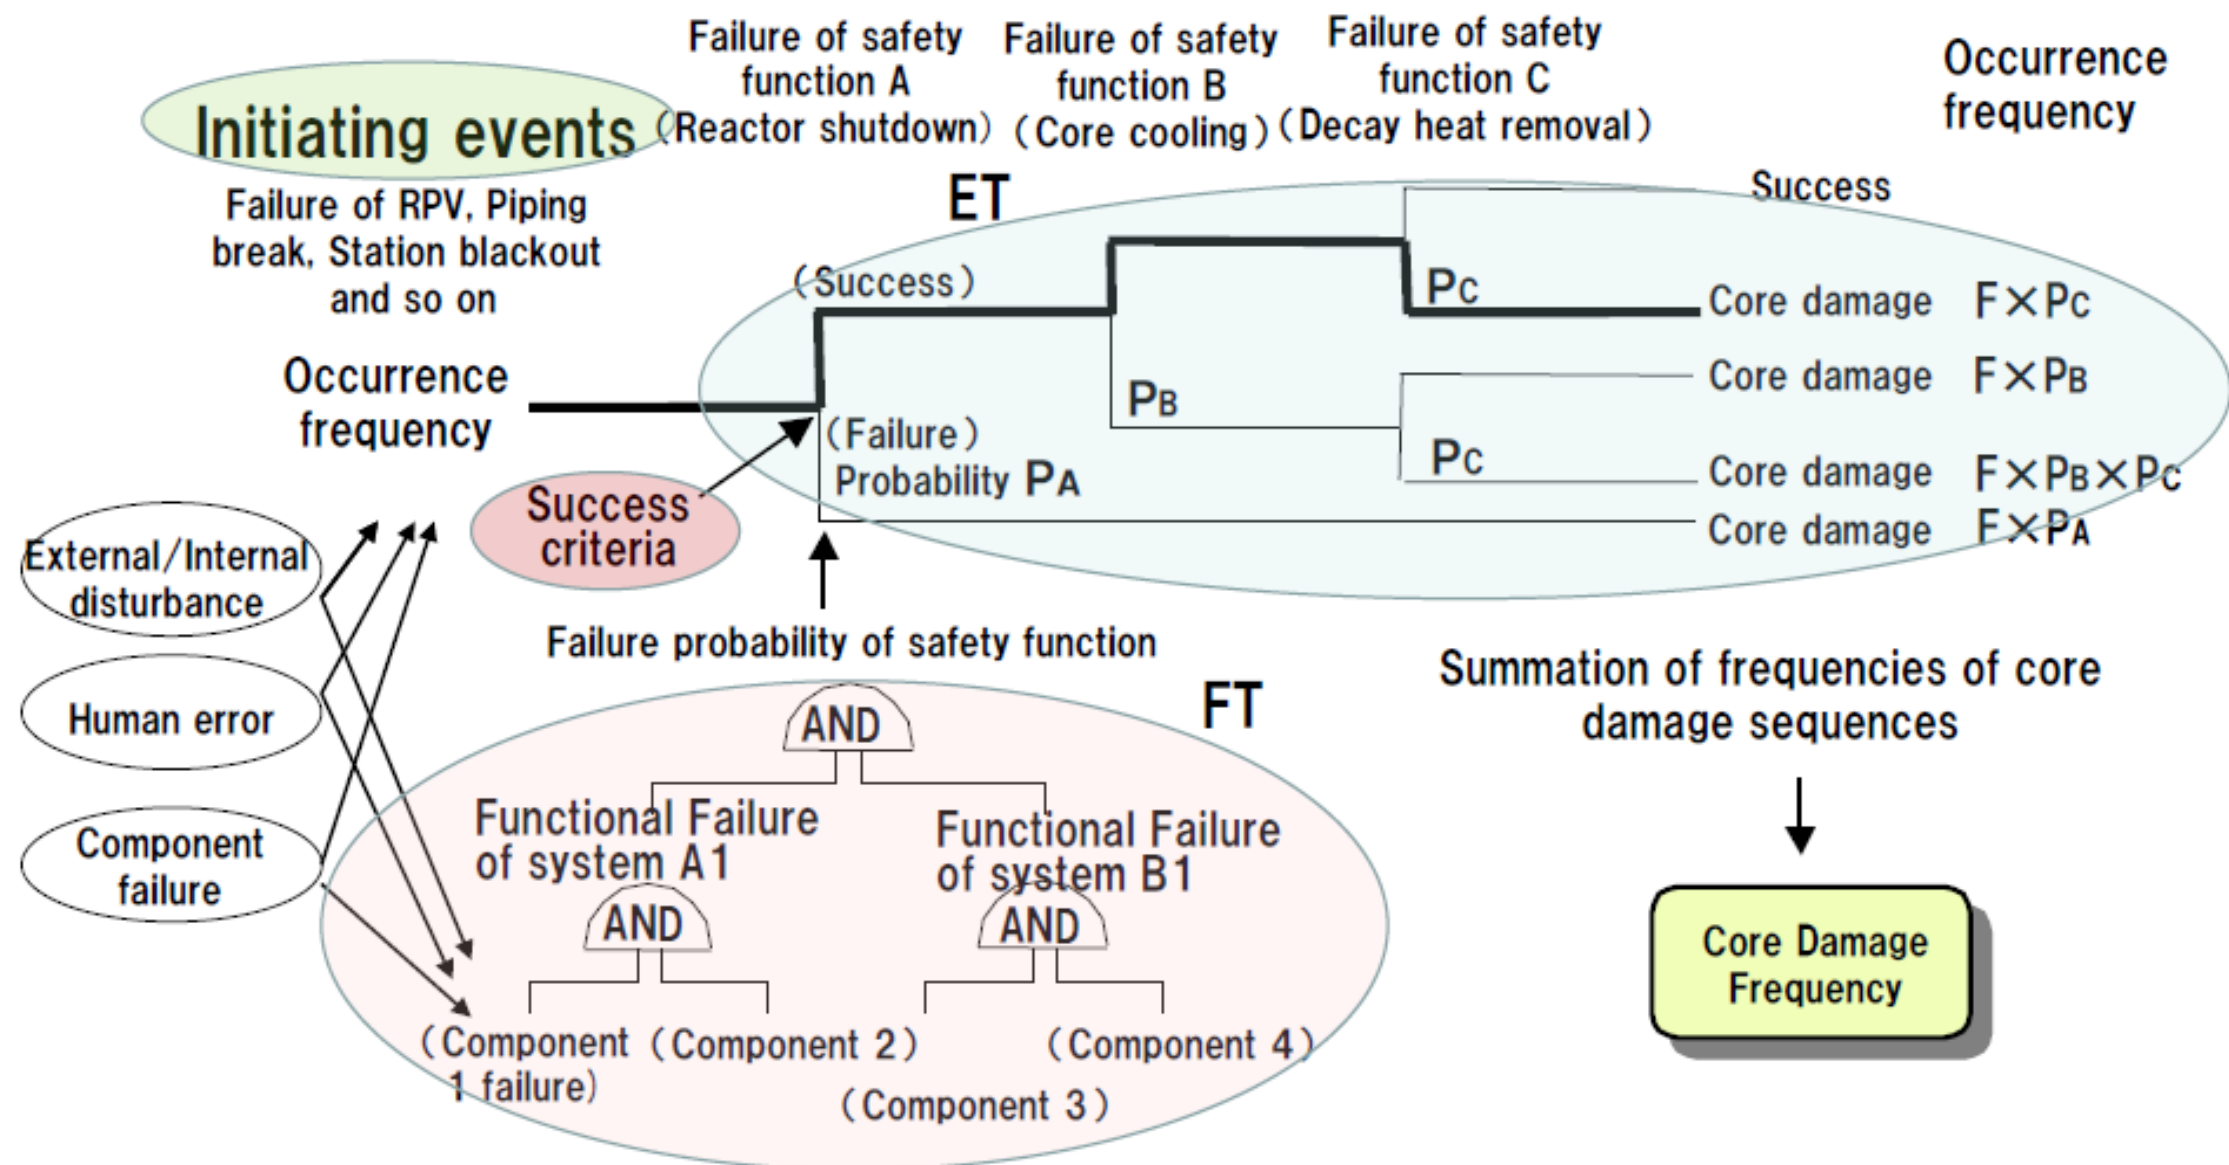 Failure of safety
function A
(Reactor shutdown)
Failure of safety
function B
(Core cooling)
Failure of safety
function C
(Decay heat removal)
Occurrence
frequency
Initiating events
Failure of RPV, Piping
break, Station blackout
and so on
ET
Success
(Success)
PC
Core damage F×PC
Occurrence
frequency
PB
Core damage F×PB
(Failure)
Probability PA
PC
Core damage F×PB×PC
Core damage F×PA
Success
criteria
External/Internal
disturbance
Human error
Component
failure
Failure probability of safety function
FT
AND
Functional Failure
of system A1
Functional Failure
of system B1
AND
AND
(Component
1 failure)
(Component 2)
(Component 3)
(Component 4)
Summation of frequencies of core
damage sequences
Core Damage
Frequency